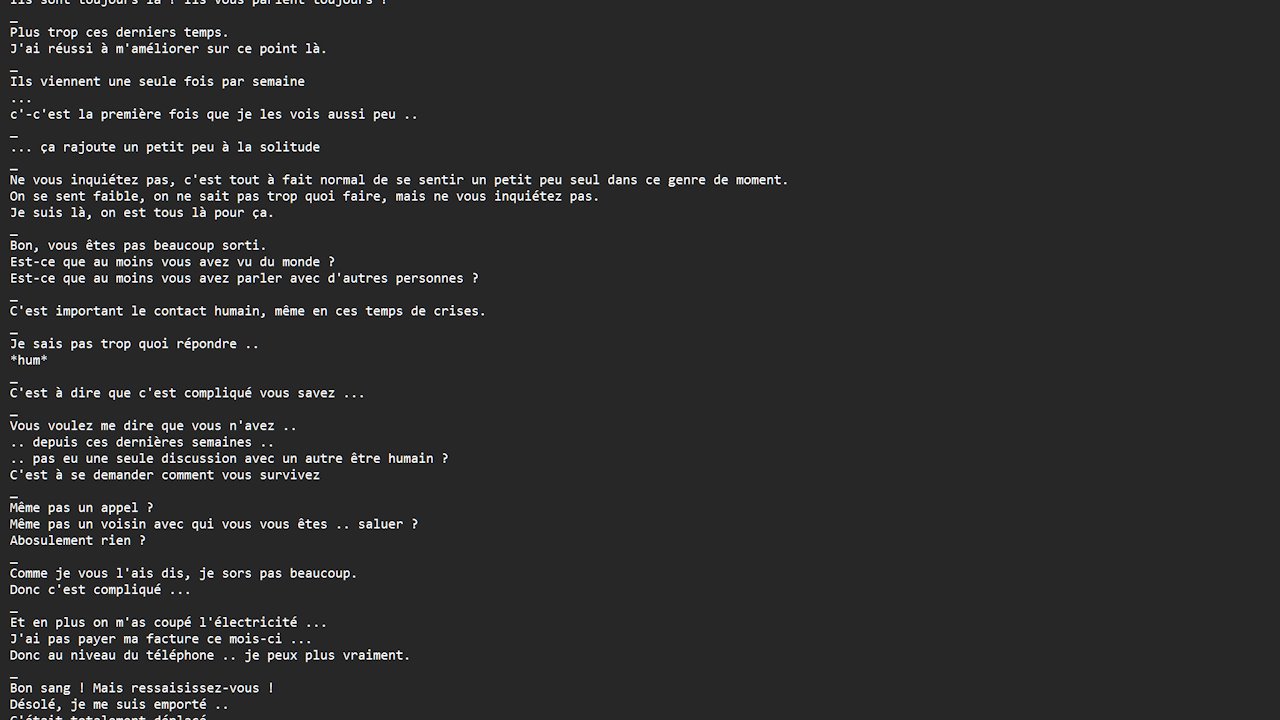 Ils sont toujours là ! Ils vous parlent toujours ?
_
Plus trop ces derniers temps.
J'ai réussi à m'améliorer sur ce point là.
_
Ils viennent une seule fois par semaine
...
c'-c'est la première fois que je les vois aussi peu ..
_
... ça rajoute un petit peu à la solitude
_
Ne vous inquiétez pas, c'est tout à fait normal de se sentir un petit peu seul dans ce genre de moment.
On se sent faible, on ne sait pas trop quoi faire, mais ne vous inquiétez pas.
Je suis là, on est tous là pour ça.
_
Bon, vous êtes pas beaucoup sorti.
Est-ce que au moins vous avez vu du monde ?
Est-ce que au moins vous avez parler avec d'autres personnes ?
_
C'est important le contact humain, même en ces temps de crises.
_
Je sais pas trop quoi répondre ..
*hum*
_
C'est à dire que c'est compliqué vous savez ...
_
Vous voulez me dire que vous n'avez ..
.. depuis ces dernières semaines ..
.. pas eu une seule discussion avec un autre être humain ?
C'est à se demander comment vous survivez
_
Même pas un appel ?
Même pas un voisin avec qui vous vous êtes .. saluer ?
Abosulement rien ?
_
Comme je vous l'ais dis, je sors pas beaucoup.
Donc c'est compliqué ...
_
Et en plus on m'as coupé l'électricité ...
J'ai pas payer ma facture ce mois-ci ...
Donc au niveau du téléphone .. je peux plus vraiment.
_
Bon sang ! Mais ressaisissez-vous !
Désolé, je me suis emporté ..
C'était totalement déplacé